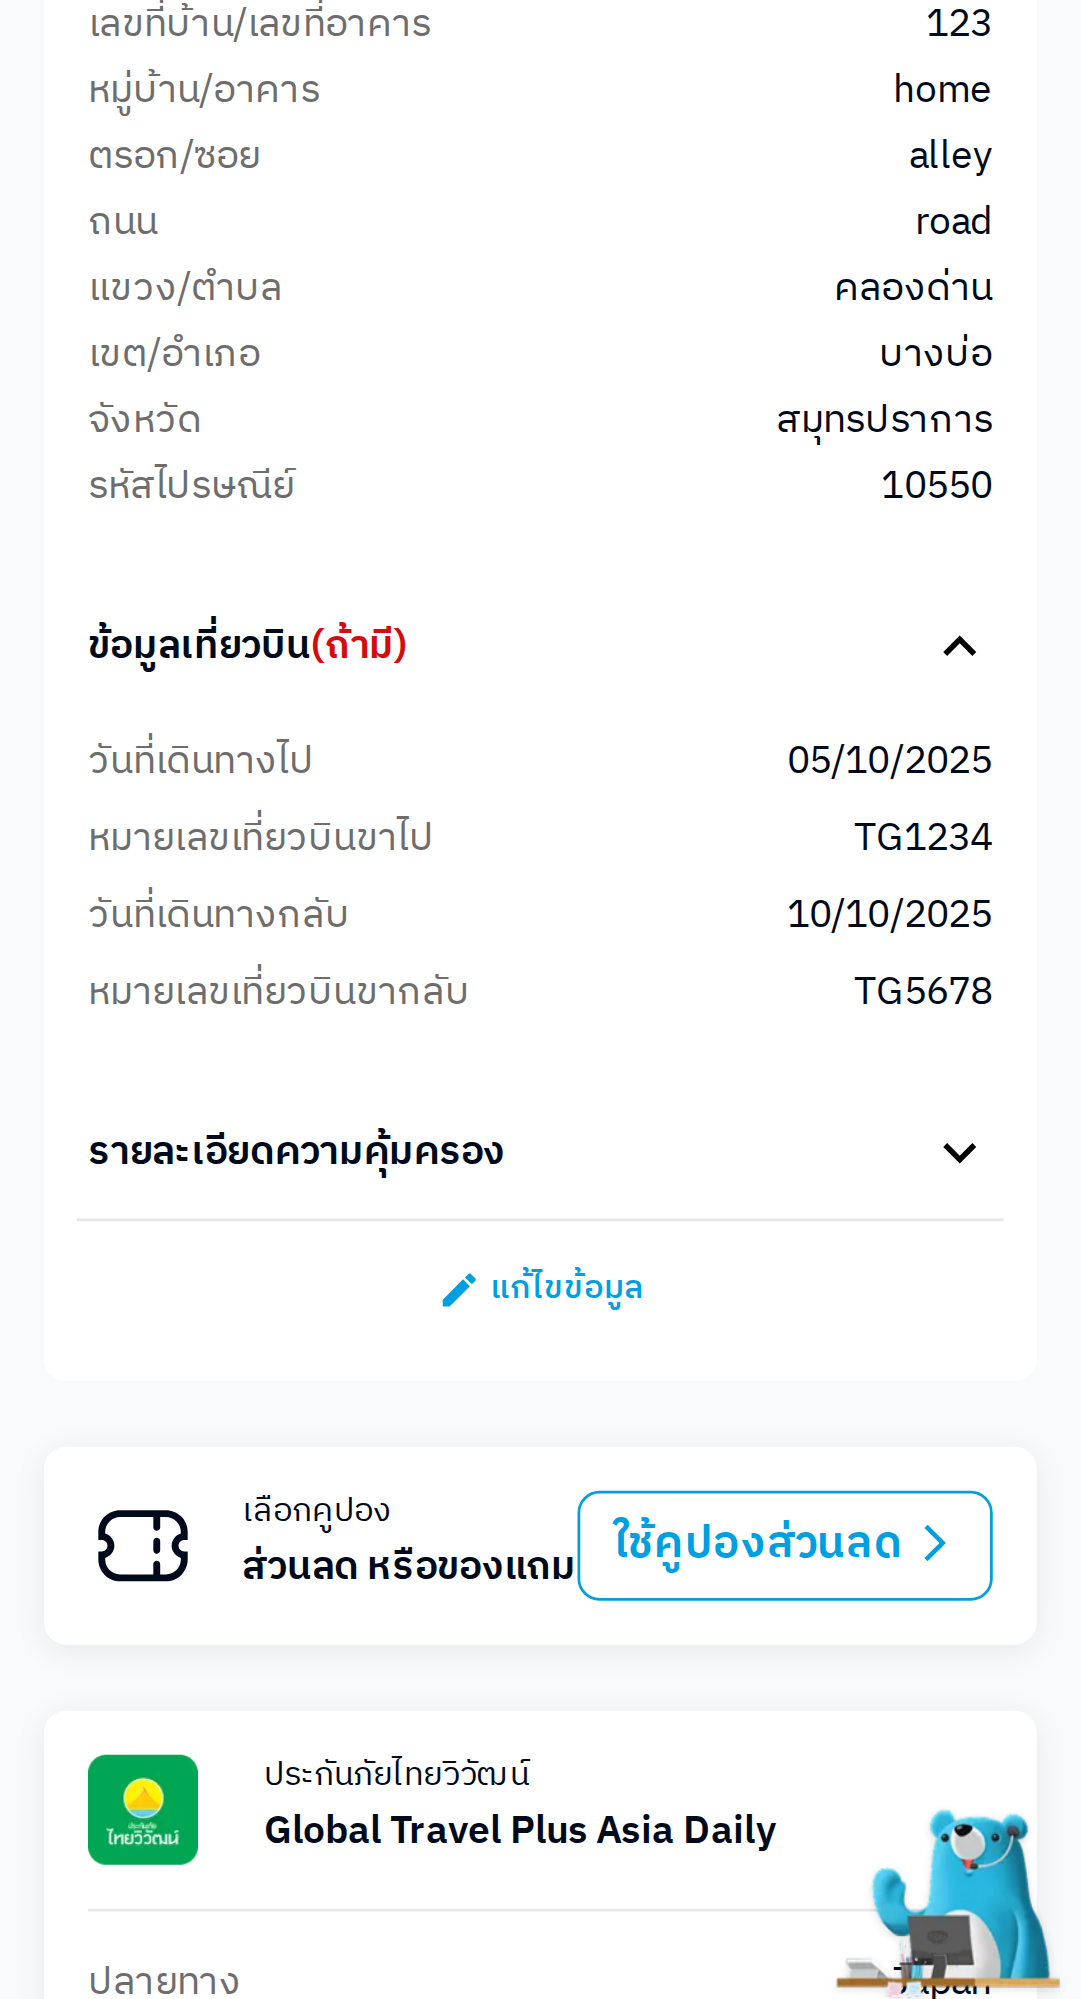 เลขที่บ้าน/เลขที่อาคาร 123
หมู่บ้าน/อาคาร home
ตรอก/ซอย alley
ถนน road
แขวง/ตำบล คลองด่าน
เขต/อำเภอ บางบ่อ
จังหวัด สมุทรปราการ
รหัสไปรษณีย์ 10550
ข้อมูลเที่ยวบิน(ถ้ามี)
วันที่เดินทางไป 05/10/2025
หมายเลขเที่ยวบินขาไป TG1234
วันที่เดินทางกลับ 10/10/2025
หมายเลขเที่ยวบินขากลับ TG5678
รายละเอียดความคุ้มครอง
แก้ไขข้อมูล
เลือกคูปอง
ส่วนลด หรือของแถม
ใช้คูปองส่วนลด
ประกันภัยไทยวิวัฒน์
Global Travel Plus Asia Daily
ประกันภัย
ไทยวิวัฒน์
ปลายทาง Japan